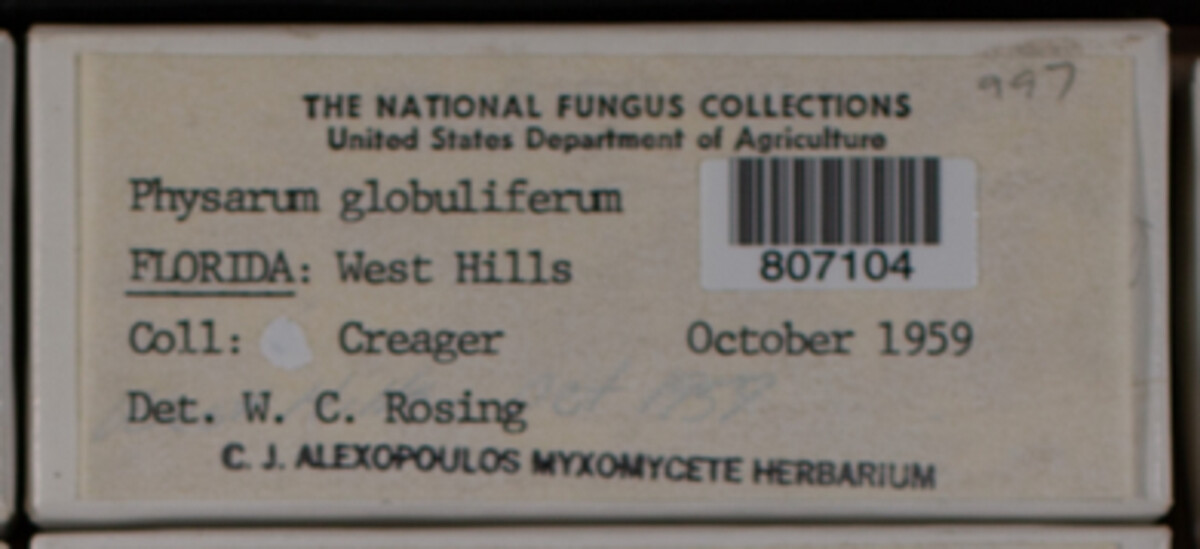 997
THE NATIONAL FUNGUS COLLECTIONS
United States Department of Agriculture
Physarum globuliferum
FLORIDA: West Hills
807104
Coll: Creager October 1959
Det. W. C. Rosing
C. J. ALEXOPOULOS MYXOMYCETE HERBARIUM